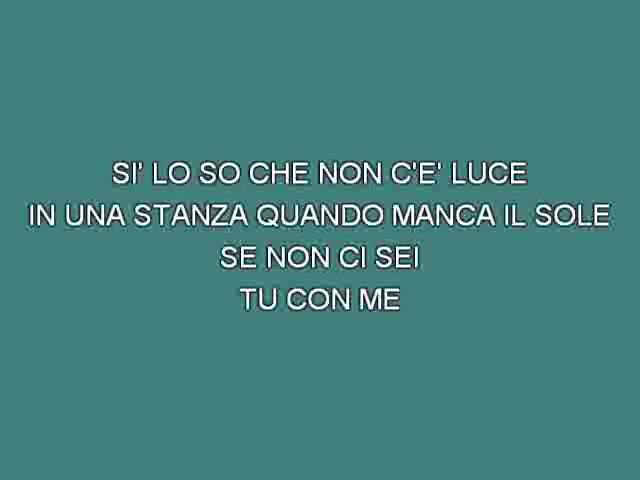 SI' LO SO CHE NON C'E' LUCE
IN UNA STANZA QUANDO MANCA IL SOLE
SE NON CI SEI
TU CON ME